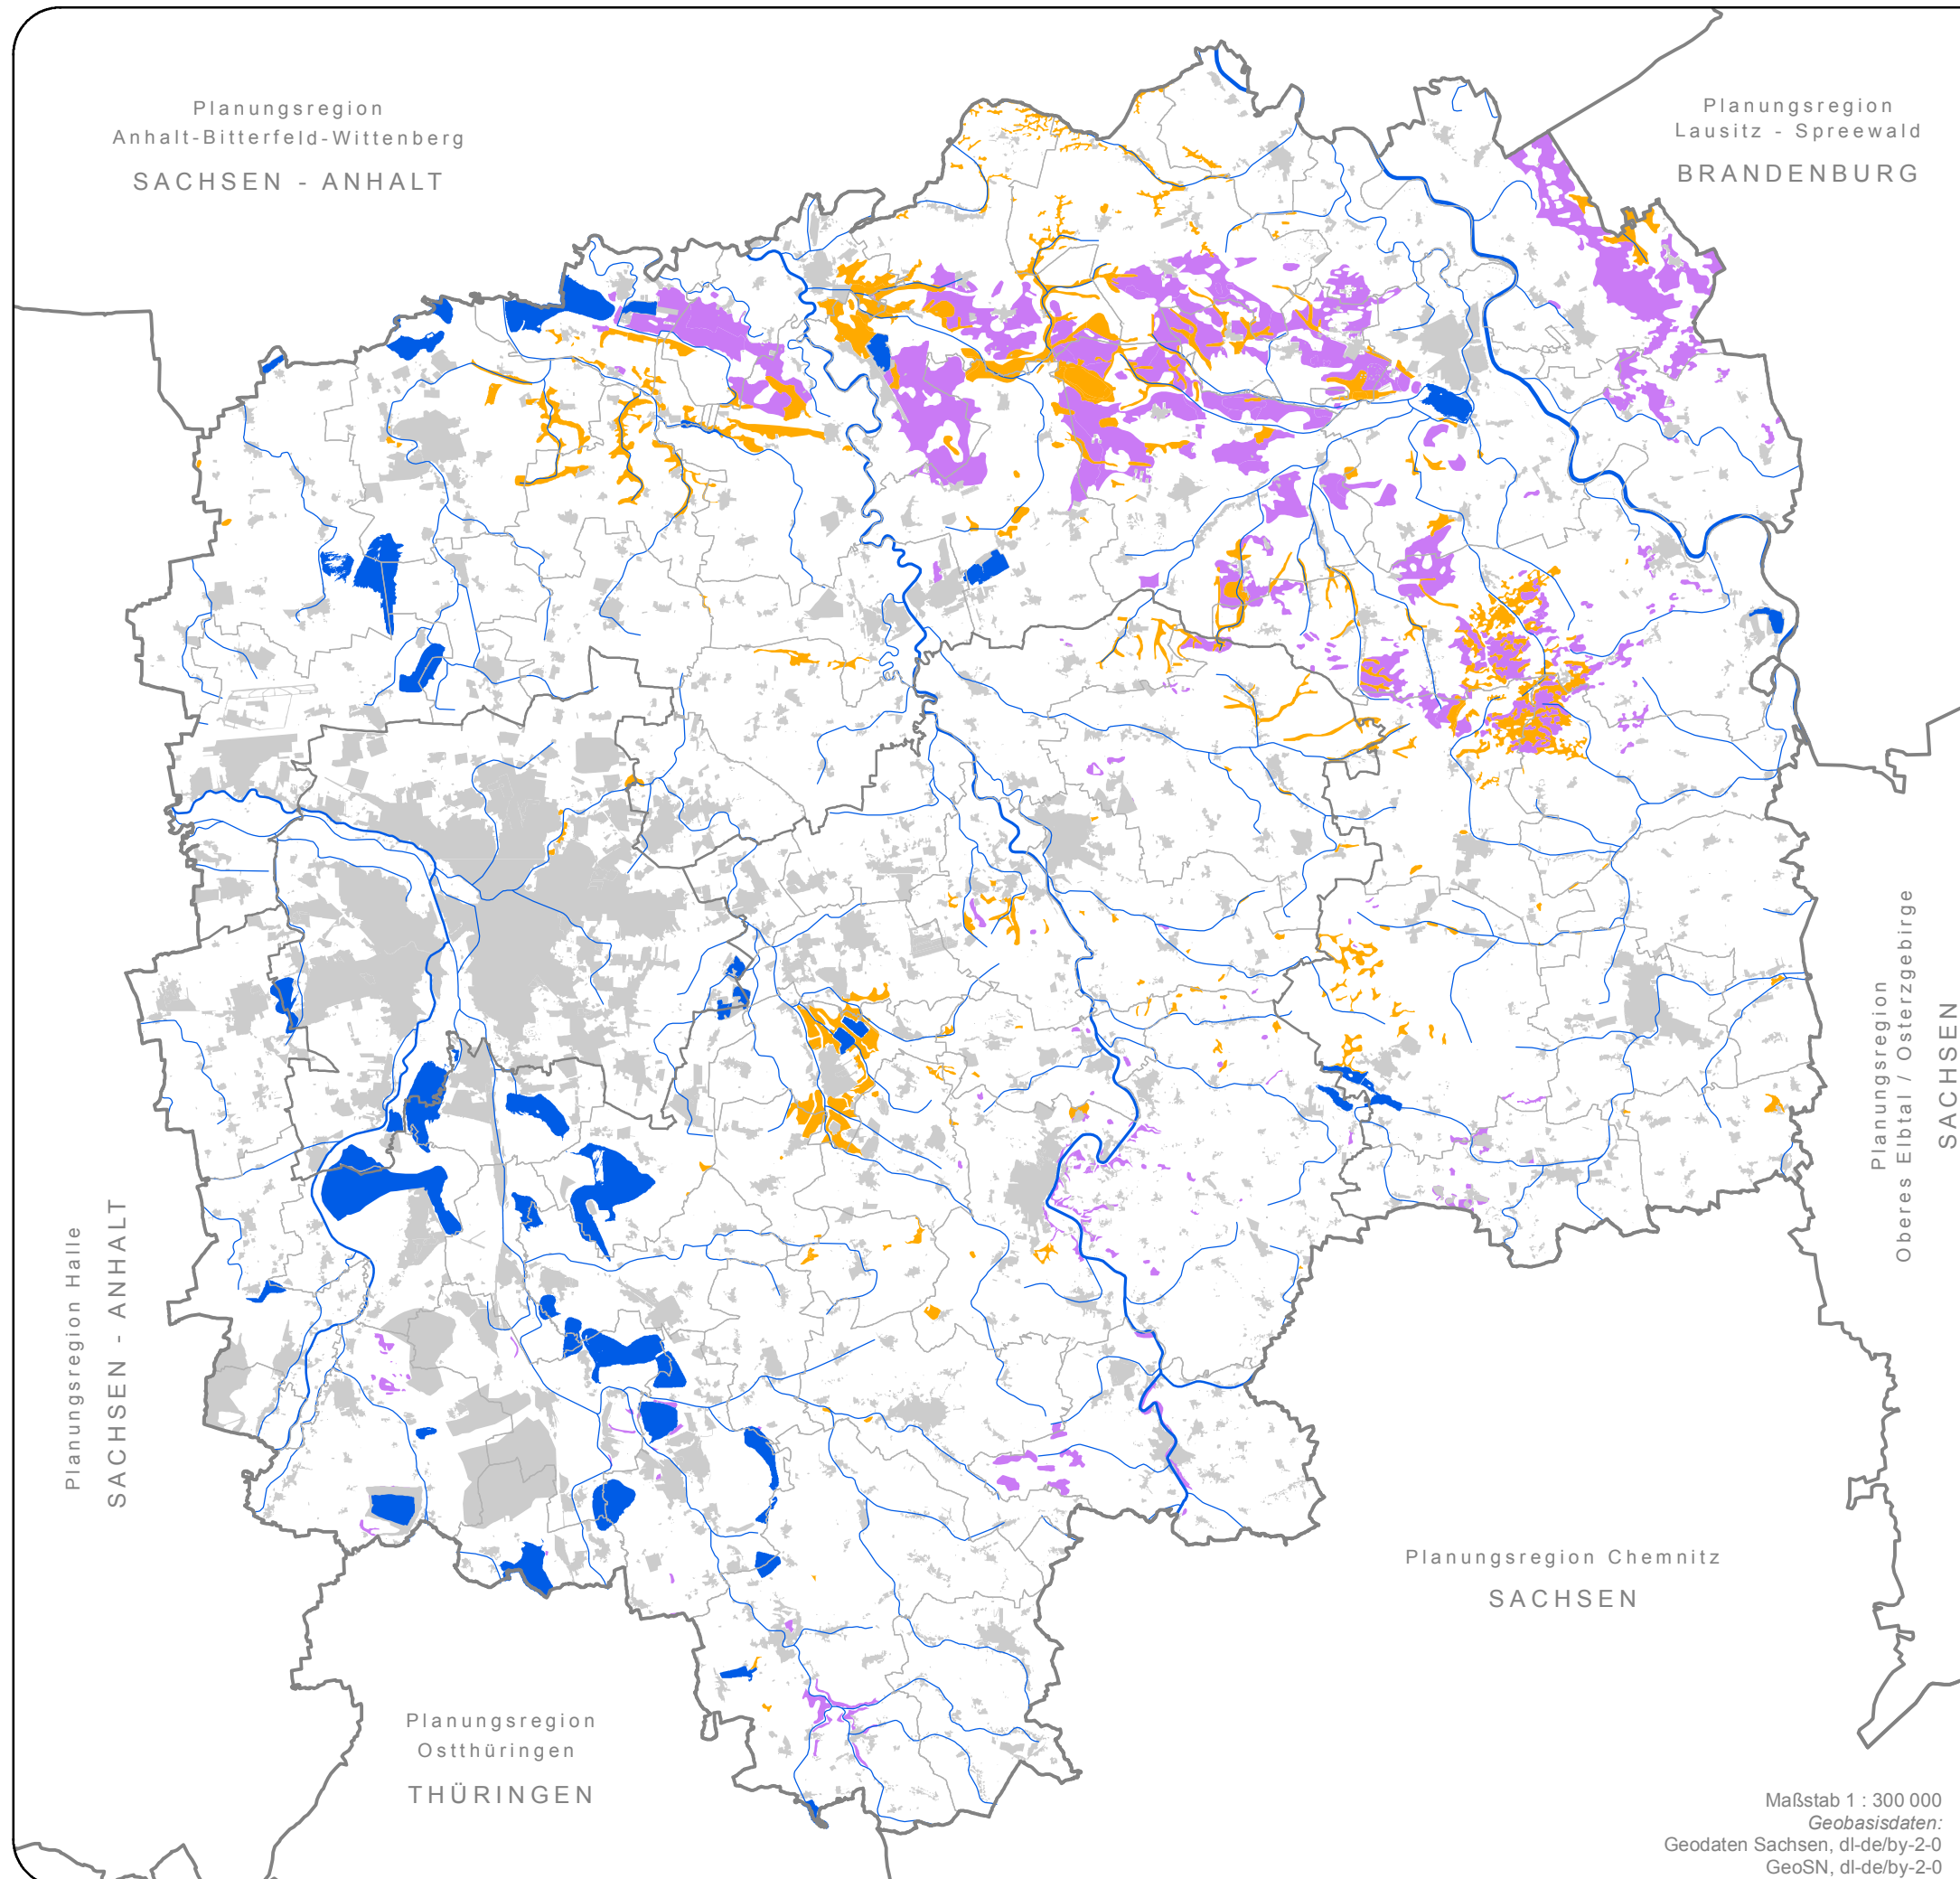 Planungsregion
Anhalt-Bitterfeld-Wittenberg
SACHSEN - ANHALT
Planungsregion
Lausitz - Spreewald
BRANDENBURG
Planungsregion
Oberes Elbtal / Osterzgebirge
SACHSEN
Planungsregion Halle
SACHSEN - ANHALT
Planungsregion Chemnitz
SACHSEN
Planungsregion
Ostthüringen
THÜRINGEN
Maßstab 1 : 300 000
Geobasisdaten:
Geodaten Sachsen, dl-de/by-2-0
GeoSN, dl-de/by-2-0